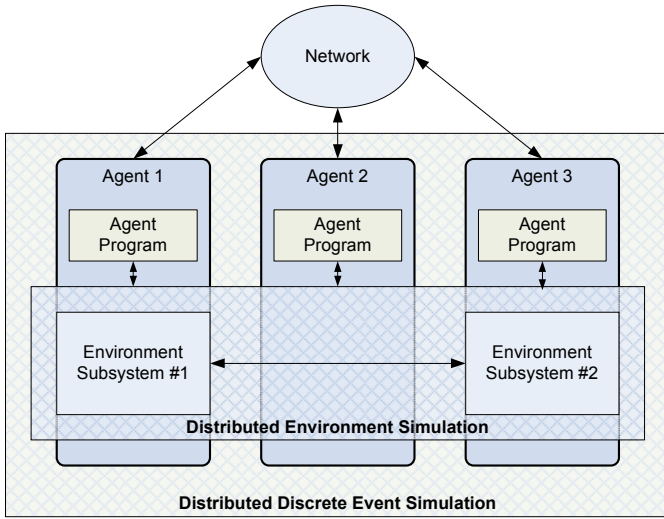 Network
Agent 1
Agent 2
Agent 3
Agent
Program
Agent
Program
Agent
Program
Environment
Subsystem #1
Environment
Subsystem #2
Distributed Environment Simulation
Distributed Discrete Event Simulation